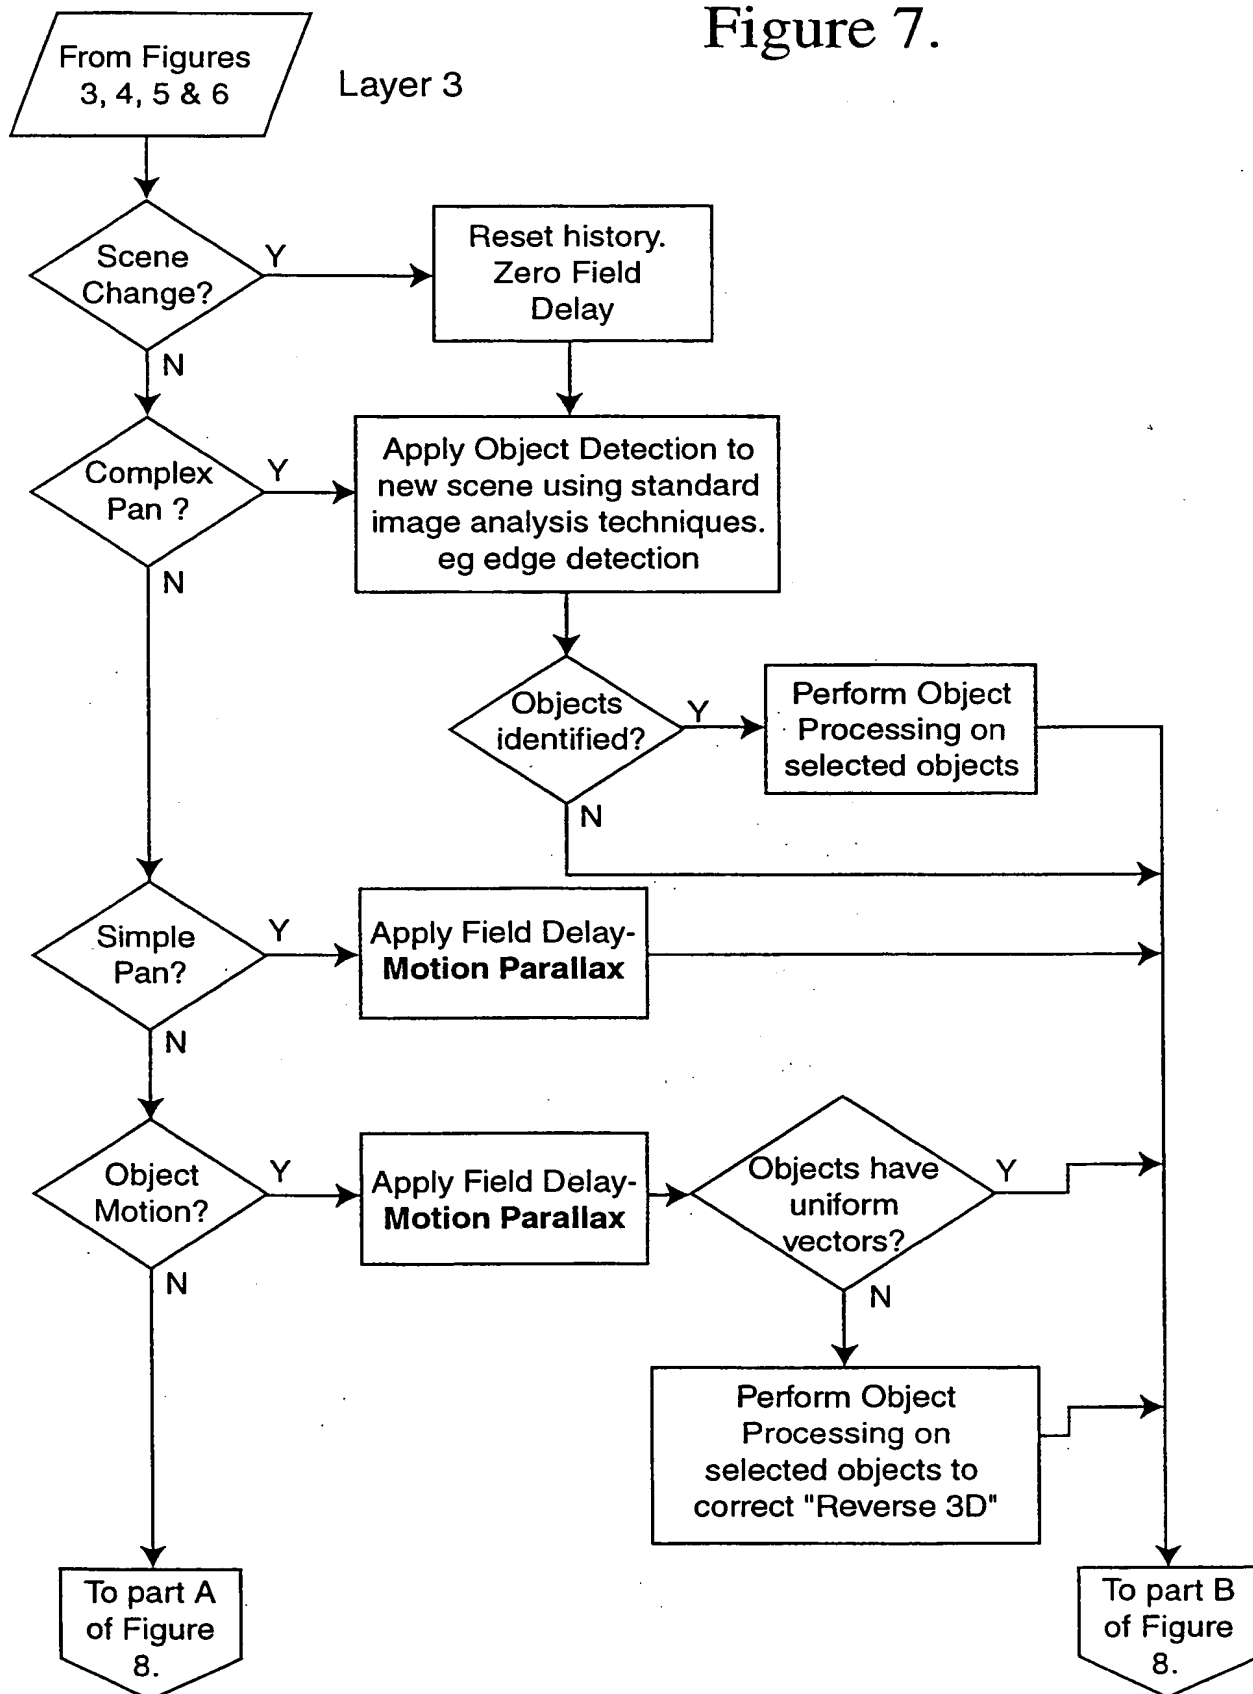 Figure 7.
From Figures
3, 4, 5 & 6
Layer 3
Scene
Change?
Y
N
Reset history.
Zero Field
Delay
Complex
Pan ?
Y
N
Apply Object Detection to
new scene using standard
image analysis techniques.
eg edge detection
Objects
identified?
Y
N
Perform Object
Processing on
selected objects
Simple
Pan?
Y
N
Apply Field Delay-
Motion Parallax
Object
Motion?
Y
N
Apply Field Delay-
Motion Parallax
Objects have
uniform
vectors?
Y
N
Perform Object
Processing on
selected objects to
correct "Reverse 3D"
To part A
of Figure
8.
To part B
of Figure
8.